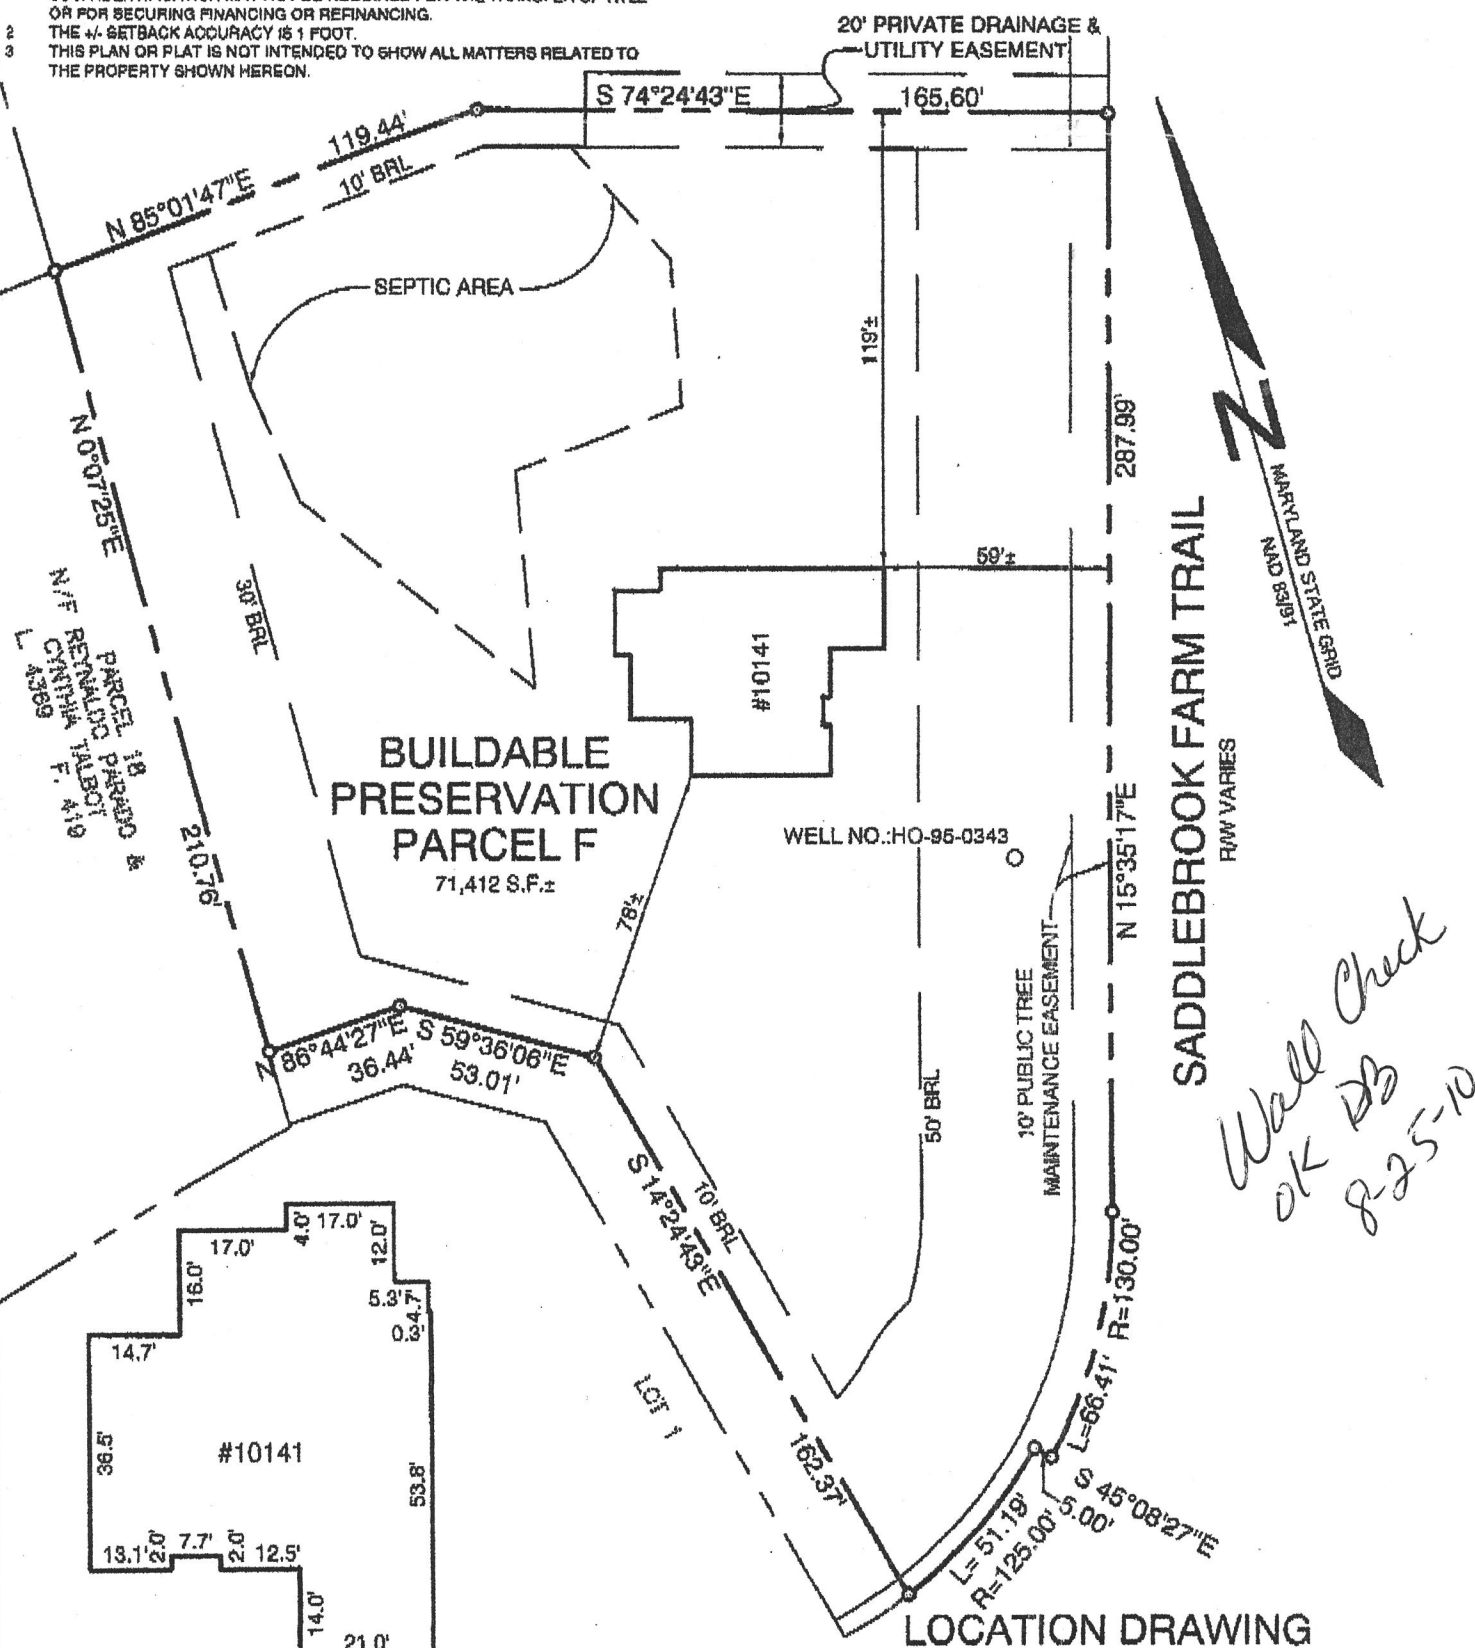 OR FOR SECURING FINANCING OR REFINANCING.
2 THE +/- SETBACK ACCURACY IS 1 FOOT.
3 THIS PLAN OR PLAT IS NOT INTENDED TO SHOW ALL MATTERS RELATED TO
THE PROPERTY SHOWN HEREON.
20' PRIVATE DRAINAGE &
UTILITY EASEMENT
S 74°24'43"E
165.60'
119.44'
N 85°01'47"E
10' BRL
SEPTIC AREA
119'±
287.99'
N 0°07'25"E
210.76'
30' BRL
59'±
#10141
MARYLAND STATE GRID
NAD 83/91
N
PARCEL 18
N/F REYNALDO PARADO &
CYNTHIA TALBOT
L. 4369 F. 419
BUILDABLE
PRESERVATION
PARCEL F
71,412 S.F.±
WELL NO.:HO-95-0343
78'±
SADDLEBROOK FARM TRAIL
R/W VARIES
N 15°35'17"E
10' PUBLIC TREE
MAINTENANCE EASEMENT
50' BRL
N 86°44'27"E
36.44'
S 59°36'06"E
53.01'
S 14°24'43"E
162.37'
10' BRL
LOT 1
Wall Check
OK DB
8-25-10
R=130.00'
L=66.41'
S 45°08'27"E
5.00'
L= 51.19'
R=125.00'
17.0'
4.0'
17.0'
12.0'
16.0'
5.3'
4.7'
0.3'
14.7'
36.5'
#10141
53.8'
13.1'
2.0'
7.7'
2.0'
12.5'
14.0'
21.0'
LOCATION DRAWING